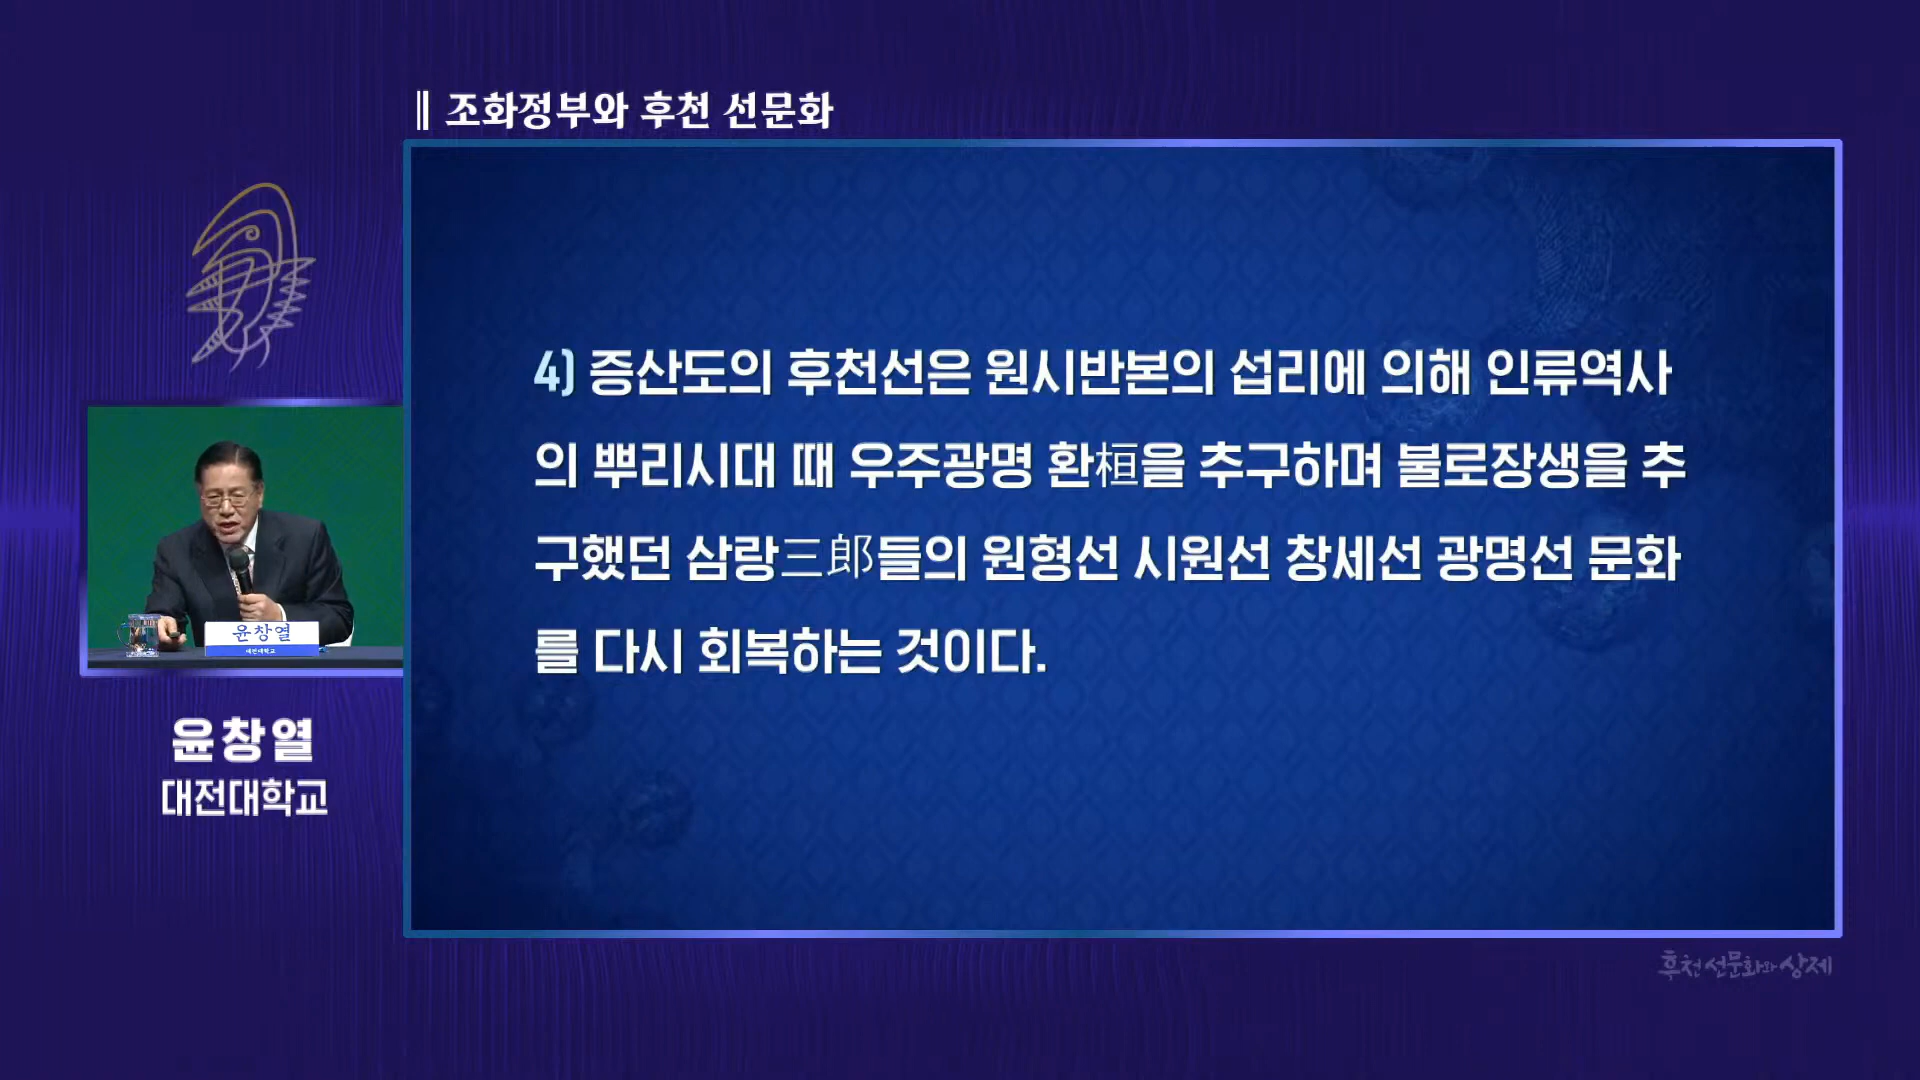 조화정부와 후천 선문화
4) 증산도의 후천선은 원시반본의 섭리에 의해 인류역사
의 뿌리시대 때 우주광명 환桓을 추구하며 불로장생을 추
구했던 삼랑三郎들의 원형선 시원선 창세선 광명선 문화
를 다시 회복하는 것이다.
윤창열
대전대학교
윤창열
대전대학교
후천 선문화와 상제